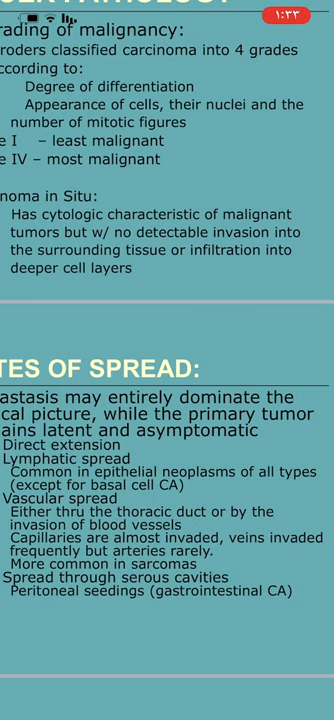 ١:٣٣
rading of malignancy:
roders classified carcinoma into 4 grades
ccording to:
Degree of differentiation
Appearance of cells, their nuclei and the
number of mitotic figures
e I – least malignant
e IV – most malignant
noma in Situ:
Has cytologic characteristic of malignant
tumors but w/ no detectable invasion into
the surrounding tissue or infiltration into
deeper cell layers
TES OF SPREAD:
astasis may entirely dominate the
cal picture, while the primary tumor
ains latent and asymptomatic
Direct extension
Lymphatic spread
Common in epithelial neoplasms of all types
(except for basal cell CA)
Vascular spread
Either thru the thoracic duct or by the
invasion of blood vessels
Capillaries are almost invaded, veins invaded
frequently but arteries rarely.
More common in sarcomas
Spread through serous cavities
Peritoneal seedings (gastrointestinal CA)